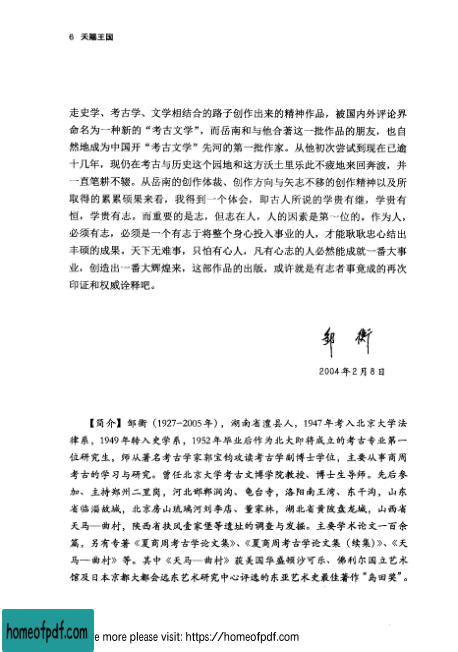 6 天赐王国
走史学、考古学、文学相结合的路子创作出来的精神作品，被国内外评论界
命名为一种新的“考古文学”，而岳南和与他合著这一批作品的朋友，也自
然地成为中国开“考古文学”先河的第一批作家。从他初次尝试到现在已逾
十几年，现仍在考古与历史这个园地和这方沃土里乐此不疲地来回奔波，并
一直笔耕不辍。从岳南的创作体裁、创作方向与矢志不移的创作精神以及所
取得的累累硕果来看，我得到一个体会，即古人所说的学贵有继，学贵有
恒，学贵有志。而重要的是志，但志在人，人的因素是第一位的。作为人，
必须有志，必须是一个有志于将整个身心投入事业的人，才能耿耿忠心结出
丰硕的成果。天下无难事，只怕有心人，凡有心志的人必然能成就一番大事
业，创造出一番大辉煌来，这部作品的出版，或许就是有志者事竟成的再次
印证和权威诠释吧。
邹 衡
2004年2月8日
【简介】邹衡（1927-2005年），湖南省澧县人，1947年考入北京大学法
律系，1949年转入史学系，1952年毕业后作为北大即将成立的考古专业第一
位研究生，师从著名考古学家郭宝钧攻读考古学副博士学位，主要从事商周
考古的学习与研究。曾任北京大学考古文博学院教授、博士生导师。先后参
加、主持郑州二里岗，河北邯郸涧沟、龟台寺，洛阳南王湾、东干沟，山东
省临淄故城，北京房山琉璃河刘李店、董家林，湖北省黄陂盘龙城，山西省
天马—曲村，陕西省扶风壹家堡等遗址的调查与发掘。主要学术论文一百余
篇，另有专著《夏商周考古学论文集》、《夏商周考古学论文集（续集）》、《天
马—曲村》等。其中《天马—曲村》获美国华盛顿沙可乐、佛利尔国立艺术
馆及日本京都大都会远东艺术研究中心评选的东亚艺术史最佳著作“岛田奖”。
homeofpdf.com
e more please visit: https://homeofpdf.com